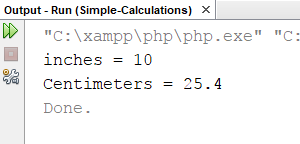 Output - Run (Simple-Calculations) ×
"C:\xampp\php\php.exe" "C:
inches = 10
Centimeters = 25.4
Done.